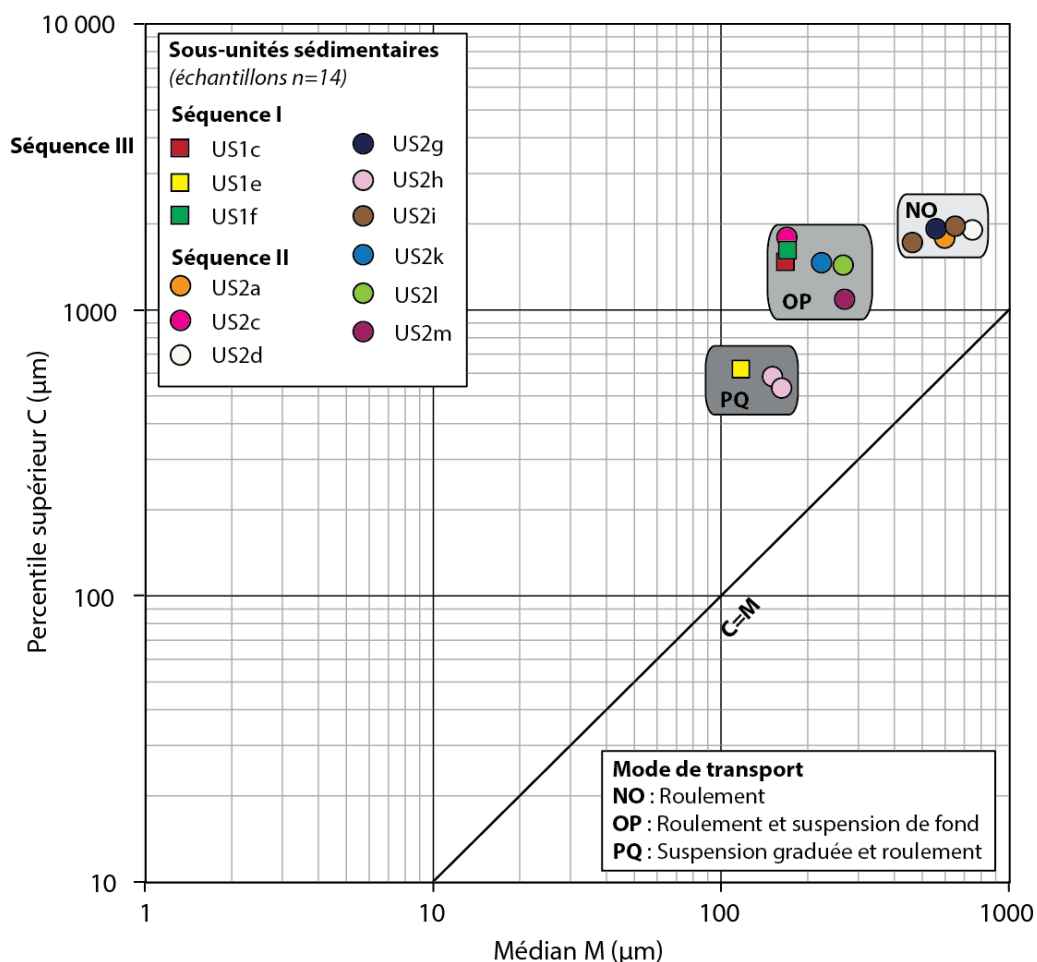 10 000
1000
100
10
Séquence III
Percentile supérieur C (µm)
Sous-unités sédimentaires
(échantillons n=14)
Séquence I
US1c
US1e
US1f
Séquence II
US2a
US2c
US2d
US2g
US2h
US2i
US2k
US2l
US2m
NO
OP
PQ
C=M
Mode de transport
NO : Roulement
OP : Roulement et suspension de fond
PQ : Suspension graduée et roulement
1
10
100
1000
Médian M (µm)